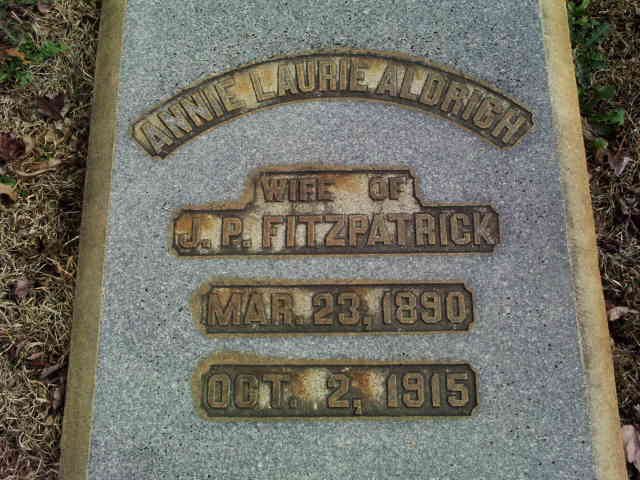 ANNIE LAURIE ALDRICH
WIFE OF
J. P. FITZPATRICK
MAR. 23, 1890
OCT. 2, 1915